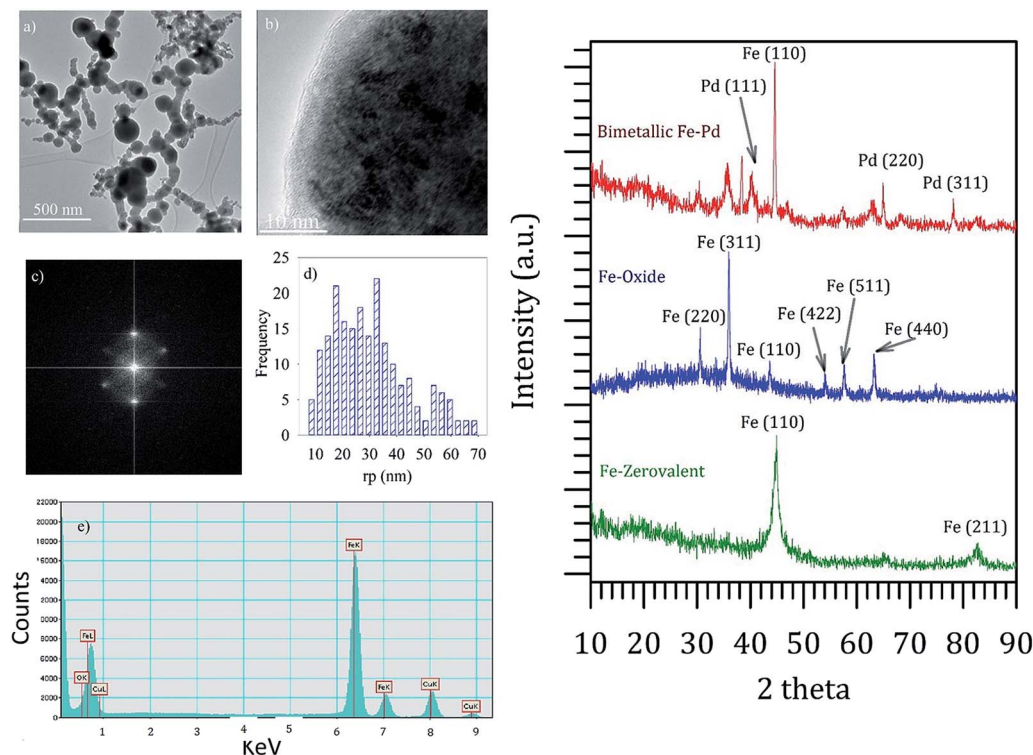 a)
500 nm
b)
10 nm
c)
d)
Frequency
25
20
15
10
5
0
10 20 30 40 50 60 70
rp (nm)
e)
Counts
22000
20000
18000
16000
14000
12000
10000
8000
6000
4000
2000
0
OK
FeL
CuL
FeK
FeK
CuK
CuK
1 2 3 4 5 6 7 8 9
KeV
Intensity (a.u.)
Bimetallic Fe-Pd
Pd (111)
Fe (110)
Pd (220)
Pd (311)
Fe-Oxide
Fe (220)
Fe (311)
Fe (110)
Fe (422)
Fe (511)
Fe (440)
Fe-Zerovalent
Fe (110)
Fe (211)
10 20 30 40 50 60 70 80 90
2 theta